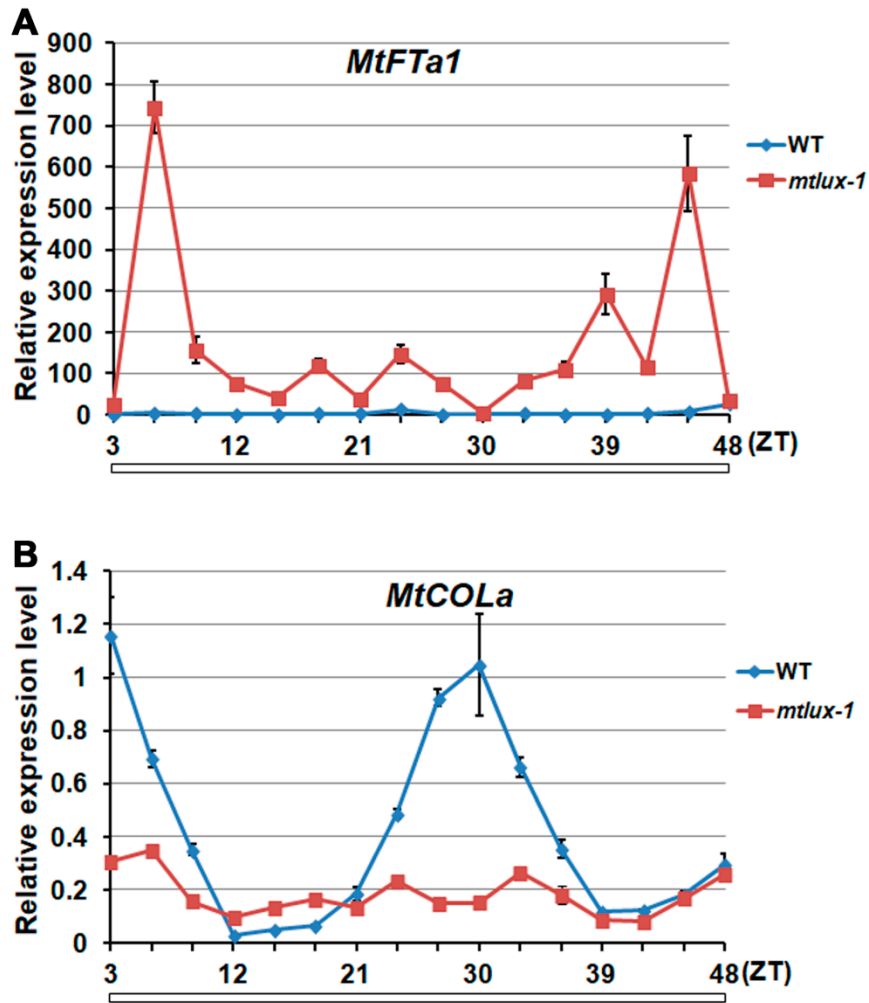 A
MtFTa1
Relative expression level
900
800
700
600
500
400
300
200
100
0
3 12 21 30 39 48 (ZT)
WT
mtlux-1
B
MtCOLa
Relative expression level
1.4
1.2
1
0.8
0.6
0.4
0.2
0
3 12 21 30 39 48 (ZT)
WT
mtlux-1